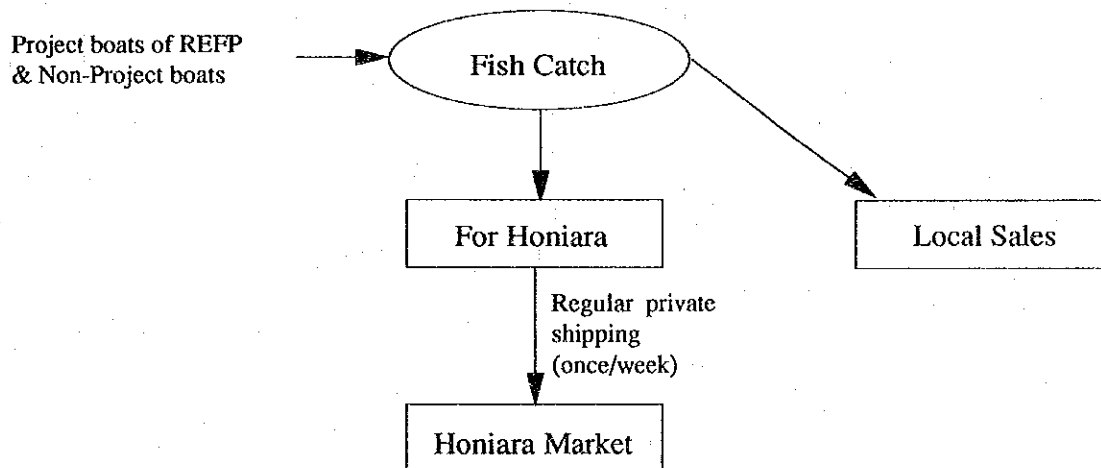 Project boats of REFP
& Non-Project boats
Fish Catch
For Honiara
Local Sales
Regular private
shipping
(once/week)
Honiara Market